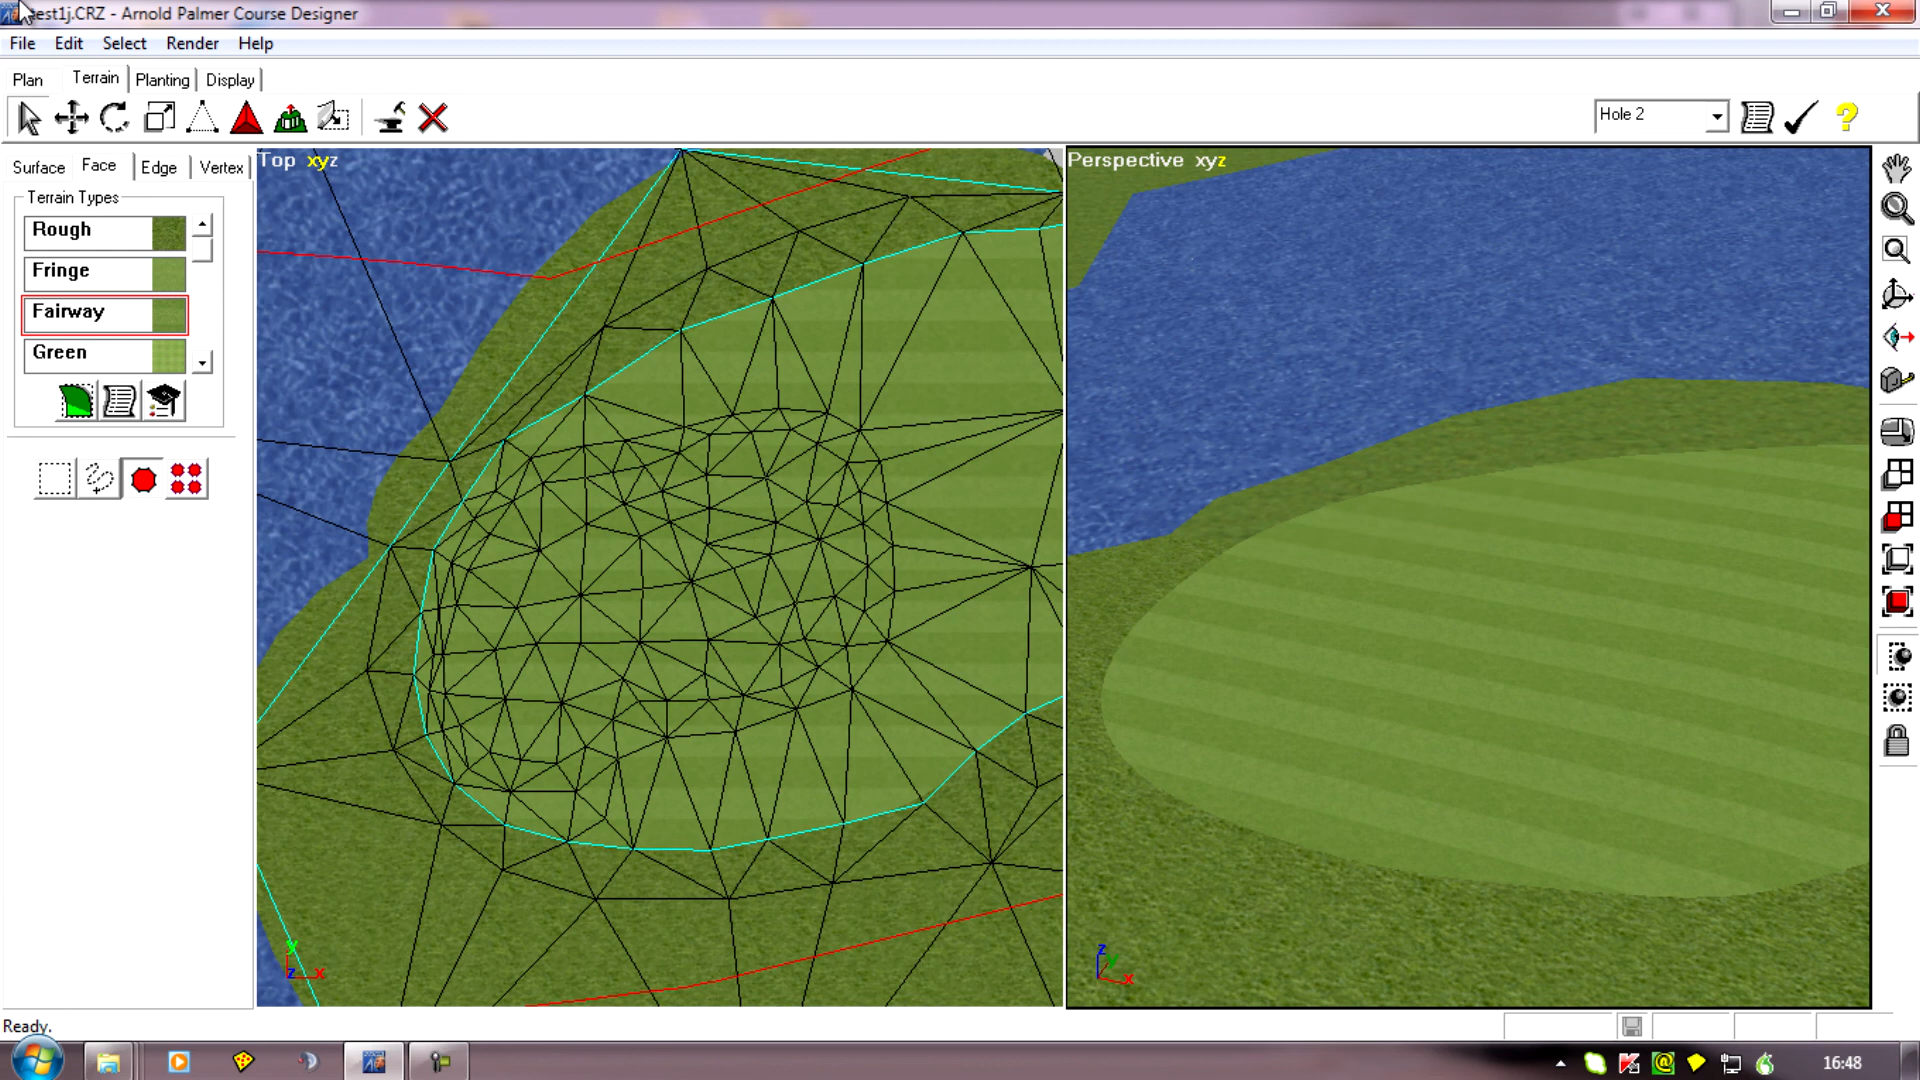 est1j.CRZ - Arnold Palmer Course Designer
File Edit Select Render Help
Plan Terrain Planting Display
Hole 2
Surface Face Edge Vertex
Terrain Types
Rough
Fringe
Fairway
Green
Top xyz
Perspective xyz
y
z x
z
y
x
Ready.
16:48